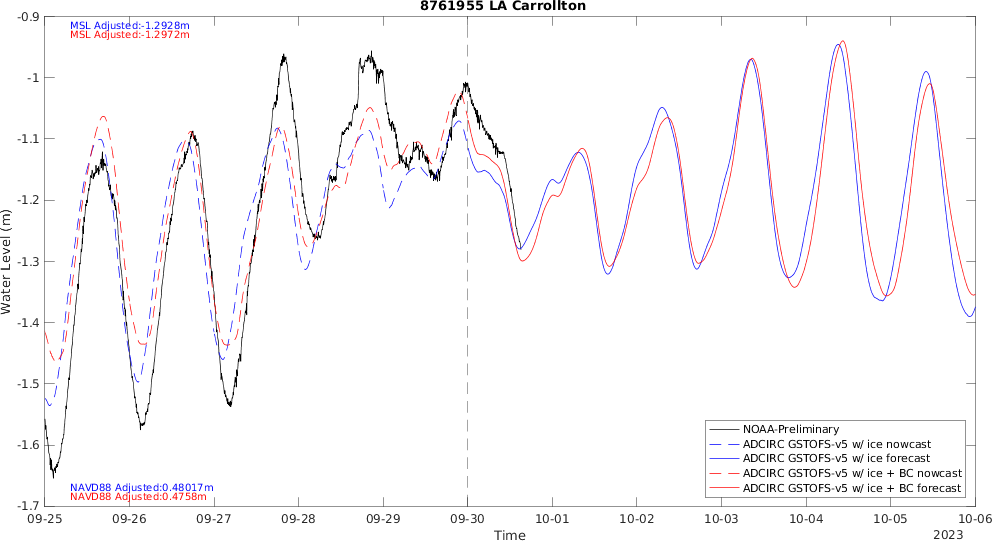 8761955 LA Carrollton
MSL Adjusted:-1.2928m
MSL Adjusted:-1.2972m
Water Level (m)
-0.9
-1
-1.1
-1.2
-1.3
-1.4
-1.5
-1.6
-1.7
NAVD88 Adjusted:0.48017m
NAVD88 Adjusted:0.4758m
NOAA-Preliminary
ADCIRC GSTOFS-v5 w/ ice nowcast
ADCIRC GSTOFS-v5 w/ ice forecast
ADCIRC GSTOFS-v5 w/ ice + BC nowcast
ADCIRC GSTOFS-v5 w/ ice + BC forecast
09-25 09-26 09-27 09-28 09-29 09-30 10-01 10-02 10-03 10-04 10-05 10-06
Time
2023